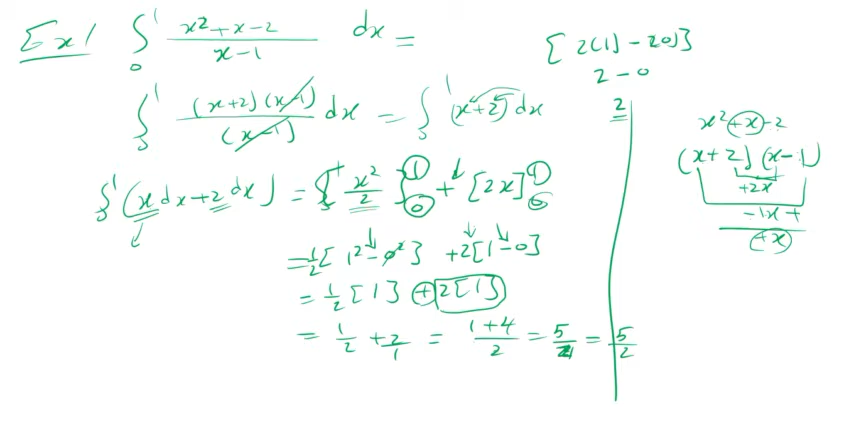 Ex/ ∫₀¹ x²+x-2 / x-1 dx =
∫₀¹ (x+2)(x-1) / (x-1) dx = ∫₀¹ (x+2) dx
∫₀¹ (x dx + 2 dx) = [x²/2]₀¹ + [2x]₀¹
= 1/2 [1² - 0²] + 2[1 - 0]
= 1/2 [1] + 2[1]
= 1/2 + 2/1 = 1+4 / 2 = 5/2 = 5/2
[2(1) - 2(0)]
2 - 0
2
x² + x - 2
(x+2)(x-1)
+2x
-1x +
+x